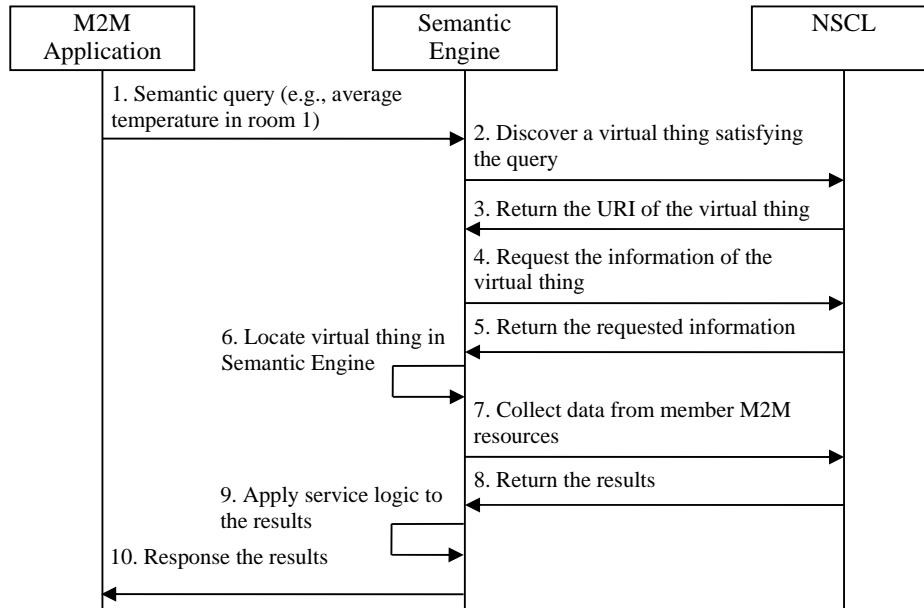 M2M
Application
Semantic
Engine
NSCL
1. Semantic query (e.g., average
temperature in room 1)
2. Discover a virtual thing satisfying
the query
3. Return the URI of the virtual thing
4. Request the information of the
virtual thing
5. Return the requested information
6. Locate virtual thing in
Semantic Engine
7. Collect data from member M2M
resources
8. Return the results
9. Apply service logic to
the results
10. Response the results